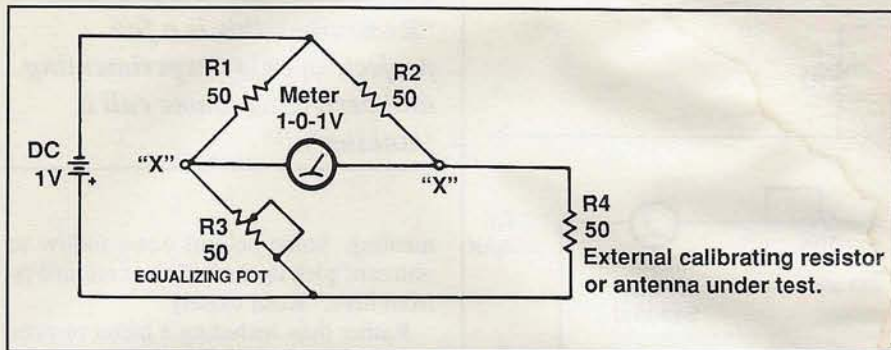 R1
50
R2
50
Meter
1-0-1V
DC
1V
+
"X"
"X"
R3
50
EQUALIZING POT.
R4
50
External calibrating resistor
or antenna under test.